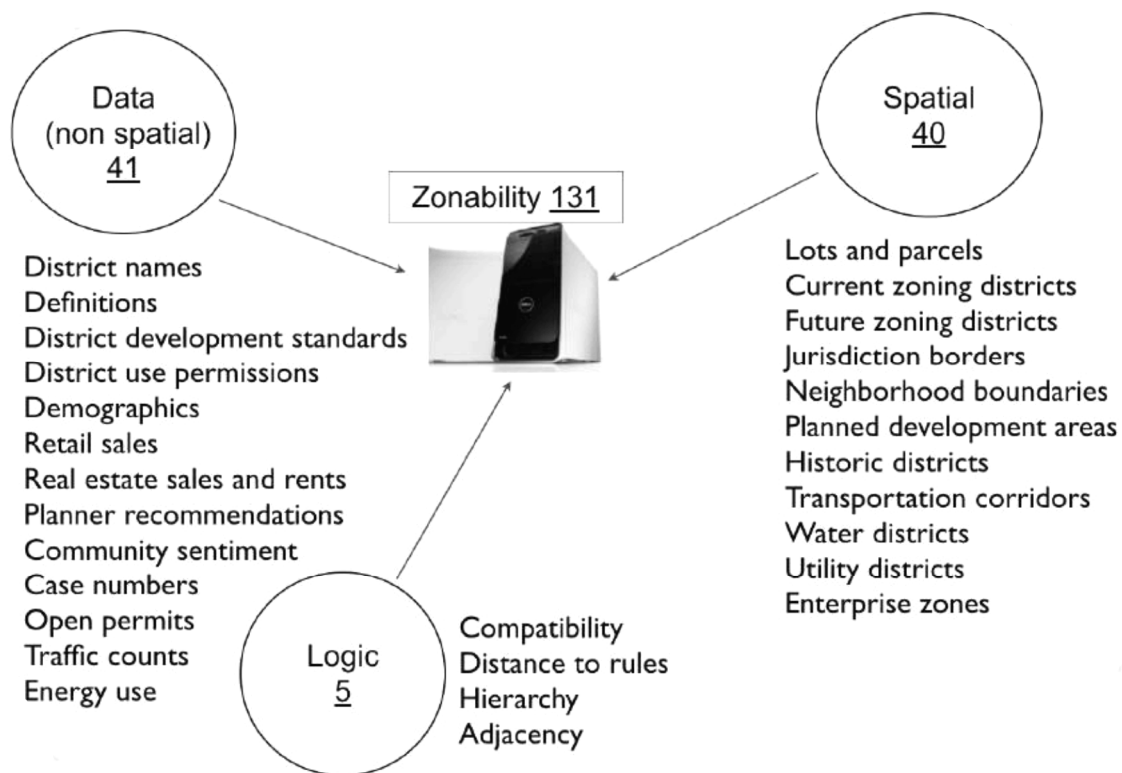 Data
(non spatial)
41
Spatial
40
Zonability 131
District names
Definitions
District development standards
District use permissions
Demographics
Retail sales
Real estate sales and rents
Planner recommendations
Community sentiment
Case numbers
Open permits
Traffic counts
Energy use
Lots and parcels
Current zoning districts
Future zoning districts
Jurisdiction borders
Neighborhood boundaries
Planned development areas
Historic districts
Transportation corridors
Water districts
Utility districts
Enterprise zones
Logic
5
Compatibility
Distance to rules
Hierarchy
Adjacency